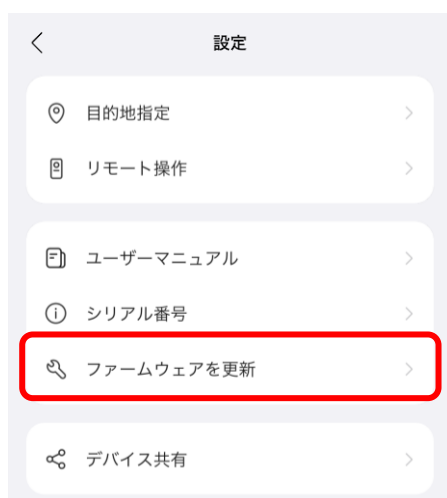 設定
目的地指定
リモート操作
ユーザーマニュアル
シリアル番号
ファームウェアを更新
デバイス共有